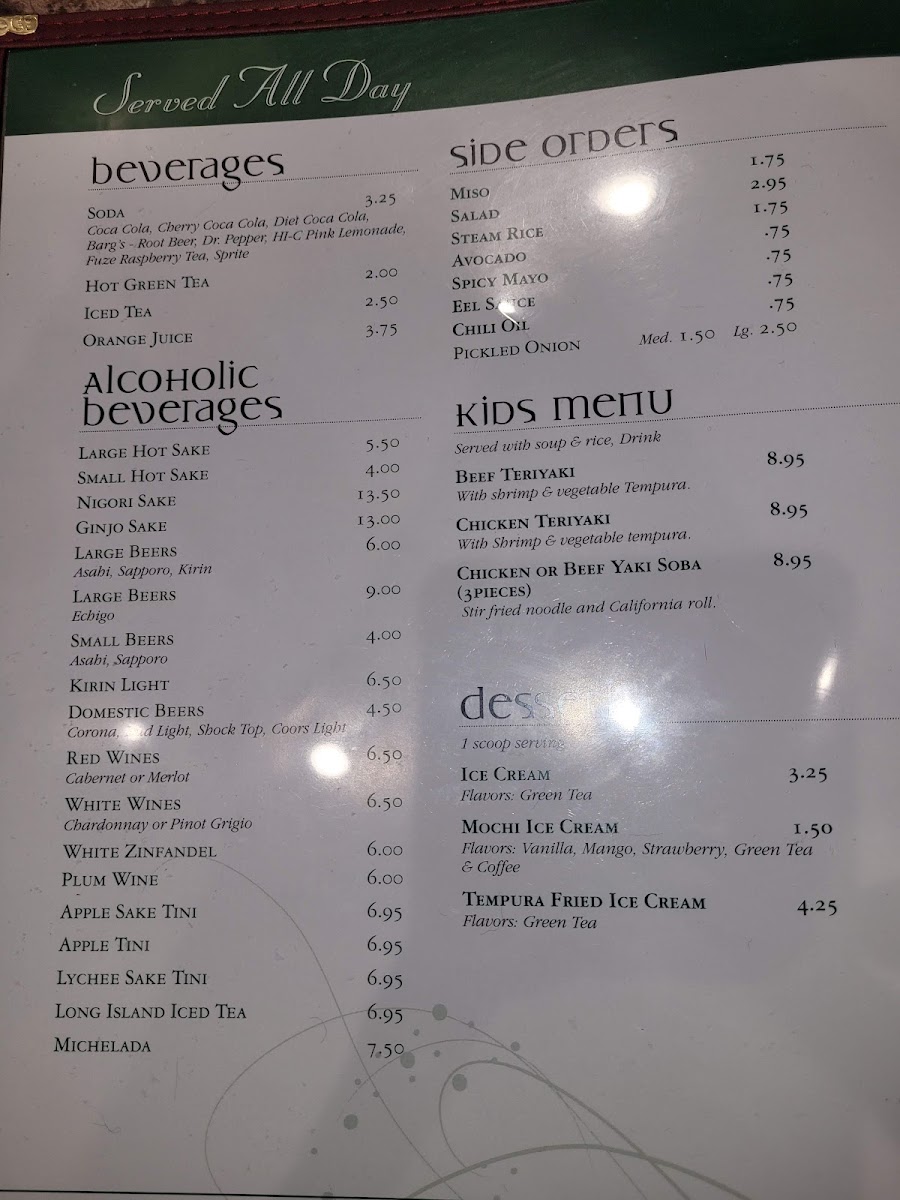 Served All Day
beverages
Soda 3.25
Coca Cola, Cherry Coca Cola, Diet Coca Cola,
Barg's - Root Beer, Dr. Pepper, HI-C Pink Lemonade,
Fuze Raspberry Tea, Sprite
Hot Green Tea 2.00
Iced Tea 2.50
Orange Juice 3.75
Alcoholic
beverages
Large Hot Sake 5.50
Small Hot Sake 4.00
Nigori Sake 13.50
Ginjo Sake 13.00
Large Beers 6.00
Asahi, Sapporo, Kirin
Large Beers 9.00
Echigo
Small Beers 4.00
Asahi, Sapporo
Kirin Light 6.50
Domestic Beers 4.50
Corona, Light, Shock Top, Coors Light
Red Wines 6.50
Cabernet or Merlot
White Wines 6.50
Chardonnay or Pinot Grigio
White Zinfandel 6.00
Plum Wine 6.00
Apple Sake Tini 6.95
Apple Tini 6.95
Lychee Sake Tini 6.95
Long Island Iced Tea 6.95
Michelada 7.50
side orders
Miso 1.75
Salad 2.95
Steam Rice 1.75
Avocado .75
Spicy Mayo .75
Eel Sauce .75
Chili Oil .75
Pickled Onion Med. 1.50 Lg. 2.50
kids menu
Served with soup & rice, Drink
Beef Teriyaki 8.95
With shrimp & vegetable Tempura.
Chicken Teriyaki 8.95
With Shrimp & vegetable tempura.
Chicken or Beef Yaki Soba 8.95
(3pieces)
Stir fried noodle and California roll.
1 scoop serving
Ice Cream 3.25
Flavors: Green Tea
Mochi Ice Cream 1.50
Flavors: Vanilla, Mango, Strawberry, Green Tea
& Coffee
Tempura Fried Ice Cream 4.25
Flavors: Green Tea